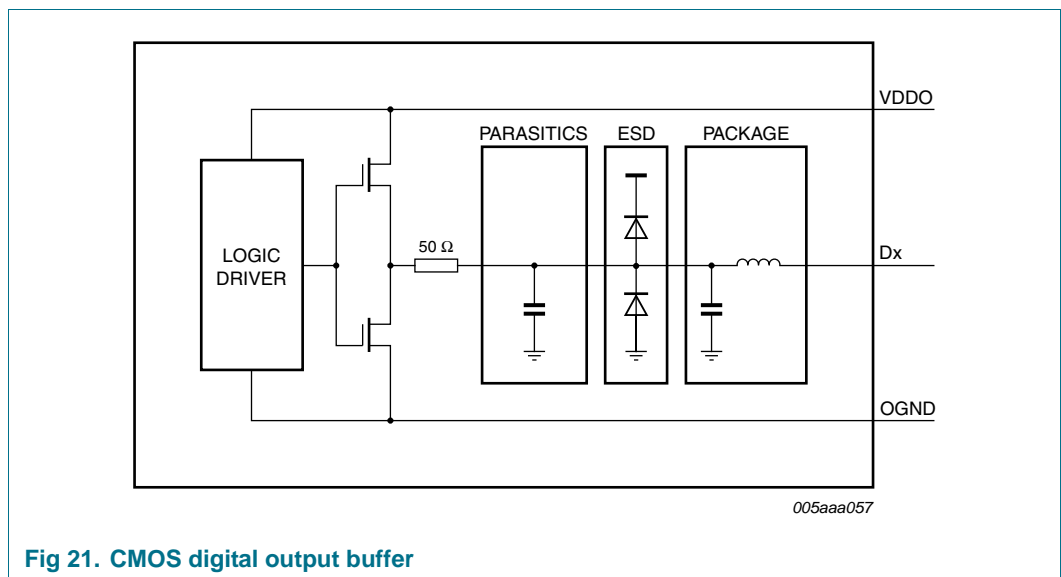 VDDO
PARASITICS
ESD
PACKAGE
LOGIC
DRIVER
50 Ω
Dx
OGND
005aaa057
Fig 21. CMOS digital output buffer